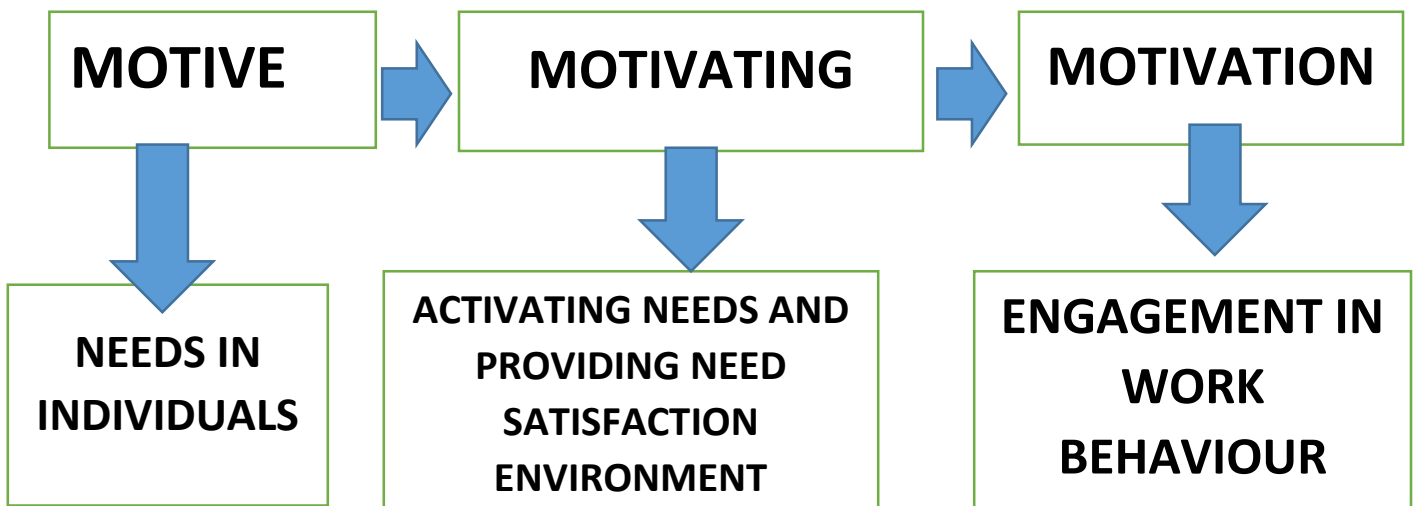 MOTIVE
MOTIVATING
MOTIVATION
NEEDS IN
INDIVIDUALS
ACTIVATING NEEDS AND
PROVIDING NEED
SATISFACTION
ENVIRONMENT
ENGAGEMENT IN
WORK
BEHAVIOUR